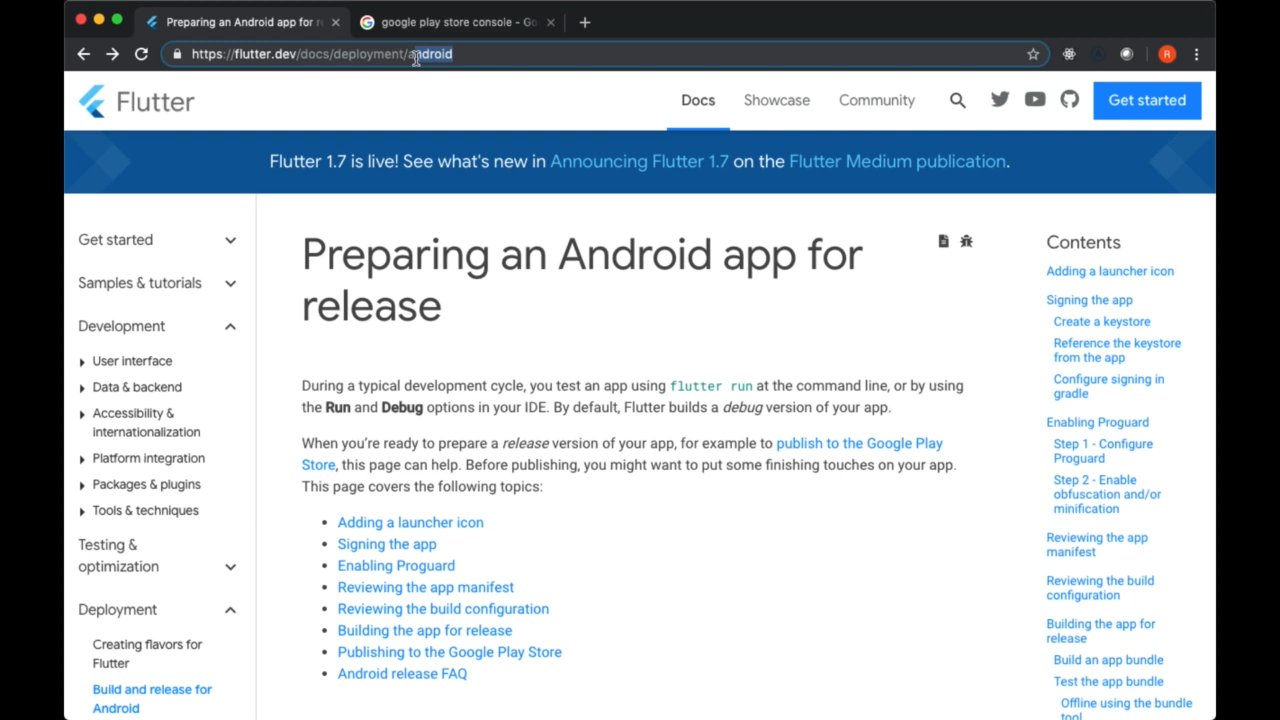 Preparing an Android app for r
google play store console - Go
https://flutter.dev/docs/deployment/android
R
Flutter
Docs
Showcase
Community
Get started
Flutter 1.7 is live! See what's new in Announcing Flutter 1.7 on the Flutter Medium publication.
Get started
Samples & tutorials
Development
User interface
Data & backend
Accessibility &
internationalization
Platform integration
Packages & plugins
Tools & techniques
Testing &
optimization
Deployment
Creating flavors for
Flutter
Build and release for
Android
Preparing an Android app for
release
During a typical development cycle, you test an app using flutter run at the command line, or by using
the Run and Debug options in your IDE. By default, Flutter builds a debug version of your app.
When you're ready to prepare a release version of your app, for example to publish to the Google Play
Store, this page can help. Before publishing, you might want to put some finishing touches on your app.
This page covers the following topics:
• Adding a launcher icon
• Signing the app
• Enabling Proguard
• Reviewing the app manifest
• Reviewing the build configuration
• Building the app for release
• Publishing to the Google Play Store
• Android release FAQ
Contents
Adding a launcher icon
Signing the app
Create a keystore
Reference the keystore
from the app
Configure signing in
gradle
Enabling Proguard
Step 1 - Configure
Proguard
Step 2 - Enable
obfuscation and/or
minification
Reviewing the app
manifest
Reviewing the build
configuration
Building the app for
release
Build an app bundle
Test the app bundle
Offline using the bundle
tool